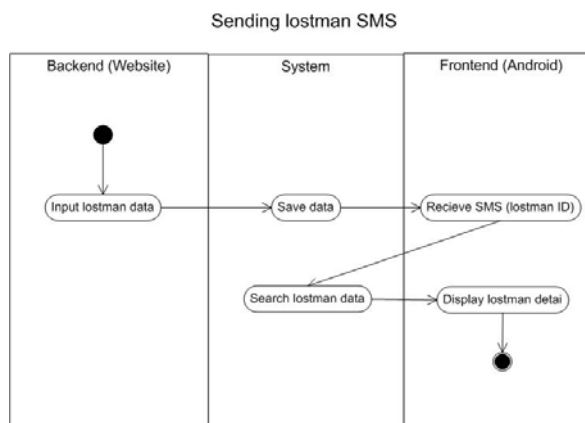 Sending lostman SMS
Backend (Website)
System
Frontend (Android)
Input lostman data
Save data
Recieve SMS (lostman ID)
Search lostman data
Display lostman detai